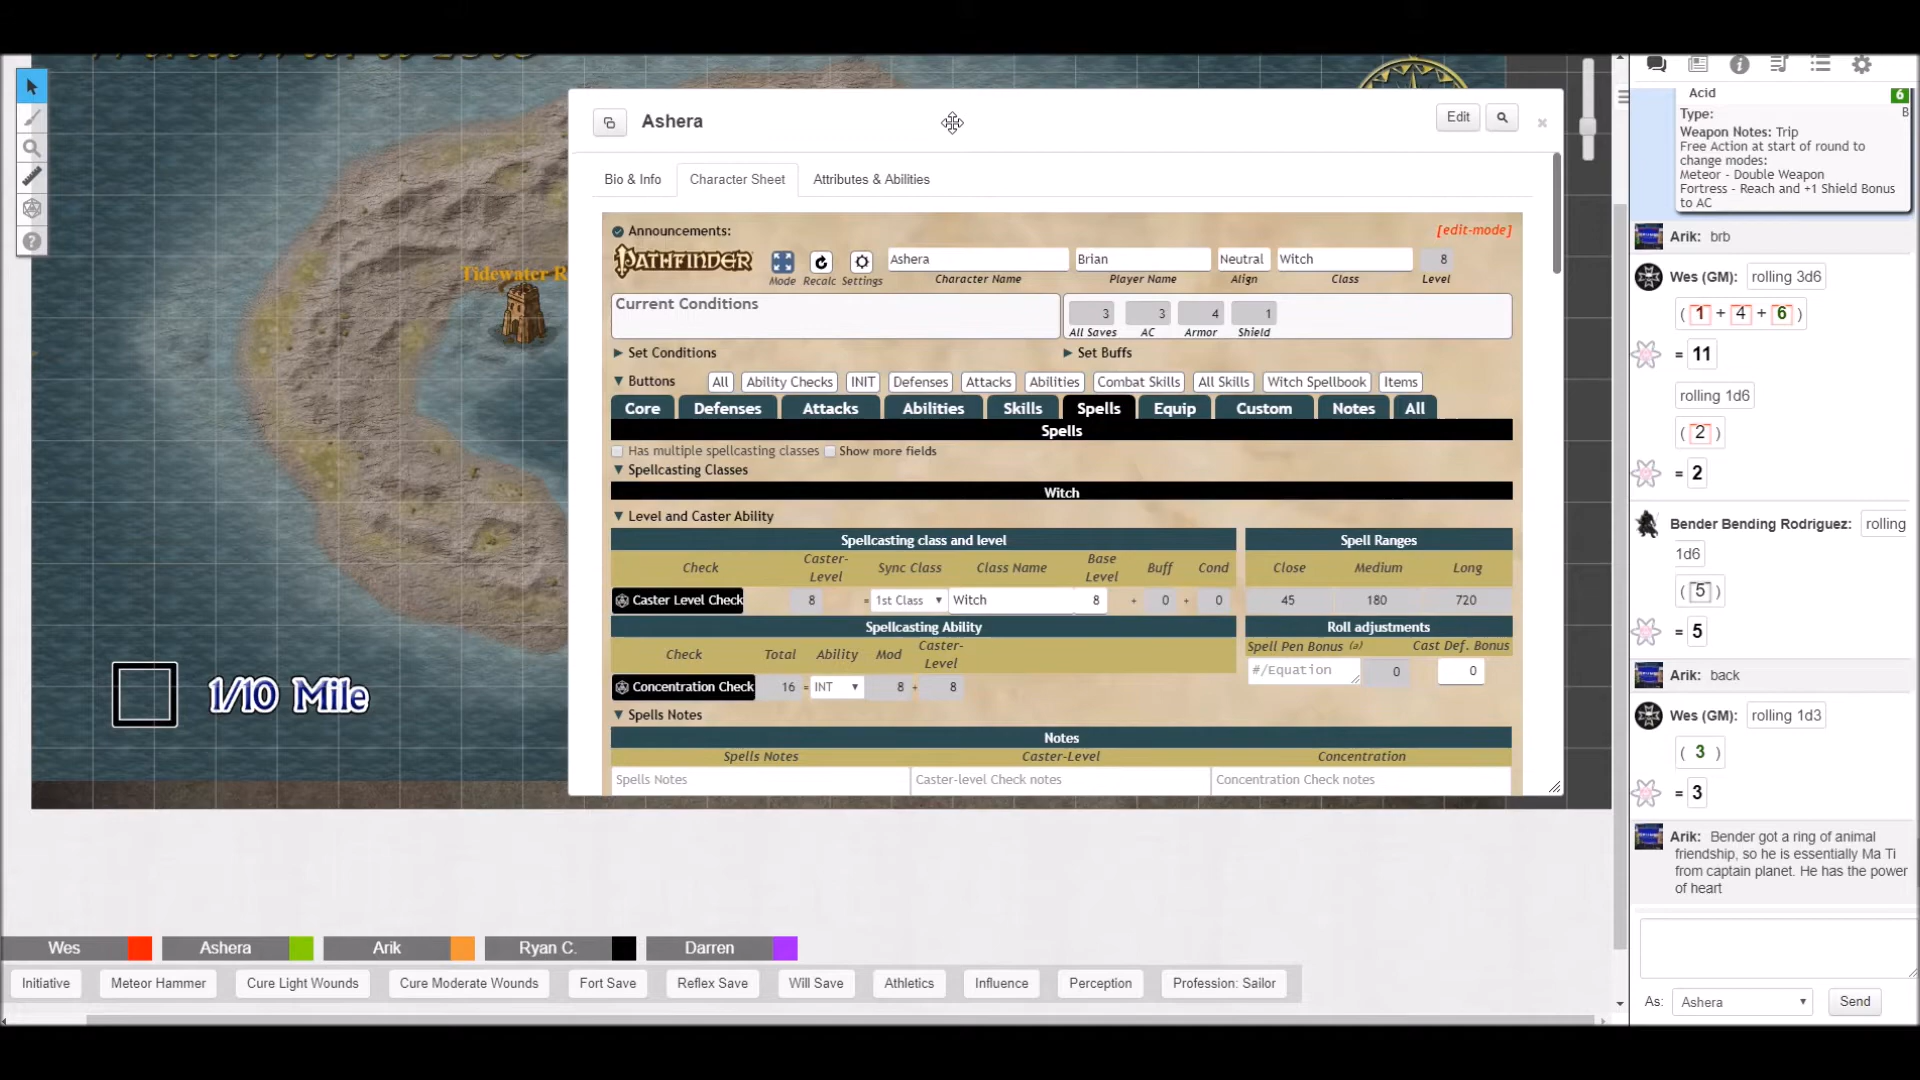 Ashera
Edit
Bio & Info
Character Sheet
Attributes & Abilities
Announcements:
[edit-mode]
PATHFINDER
Mode
Recalc
Settings
Ashera
Brian
Neutral
Witch
8
Character Name
Player Name
Align
Class
Level
Current Conditions
3
3
4
1
All Saves
AC
Armor
Shield
Set Conditions
Set Buffs
Buttons
All
Ability Checks
INIT
Defenses
Attacks
Abilities
Combat Skills
All Skills
Witch Spellbook
Items
Core
Defenses
Attacks
Abilities
Skills
Spells
Equip
Custom
Notes
All
Spells
Has multiple spellcasting classes
Show more fields
Spellcasting Classes
Witch
Level and Caster Ability
Spellcasting class and level
Spell Ranges
Check
Caster-
Level
Sync Class
Class Name
Base
Level
Buff
Cond
Close
Medium
Long
Caster Level Check
8
=
1st Class
Witch
8
+
0
+
0
45
180
720
Spellcasting Ability
Roll adjustments
Check
Total
Ability
Mod
Caster-
Level
Spell Pen Bonus (a)
Cast Def. Bonus
#/Equation
0
0
Concentration Check
16
=
INT
8
+
8
Spells Notes
Notes
Spells Notes
Caster-Level
Concentration
Spells Notes
Caster-level Check notes
Concentration Check notes
Tidewater R
1/10 Mile
Wes
Ashera
Arik
Ryan C.
Darren
Initiative
Meteor Hammer
Cure Light Wounds
Cure Moderate Wounds
Fort Save
Reflex Save
Will Save
Athletics
Influence
Perception
Profession: Sailor
Acid
6
Type:
B
Weapon Notes: Trip
Free Action at start of round to
change modes:
Meteor - Double Weapon
Fortress - Reach and +1 Shield Bonus
to AC
Arik: brb
Wes (GM): rolling 3d6
( 1 + 4 + 6 )
= 11
rolling 1d6
( 2 )
= 2
Bender Bending Rodriguez: rolling
1d6
( 5 )
= 5
Arik: back
Wes (GM): rolling 1d3
( 3 )
= 3
Arik: Bender got a ring of animal
friendship, so he is essentially Ma Ti
from captain planet. He has the power
of heart
As:
Ashera
Send